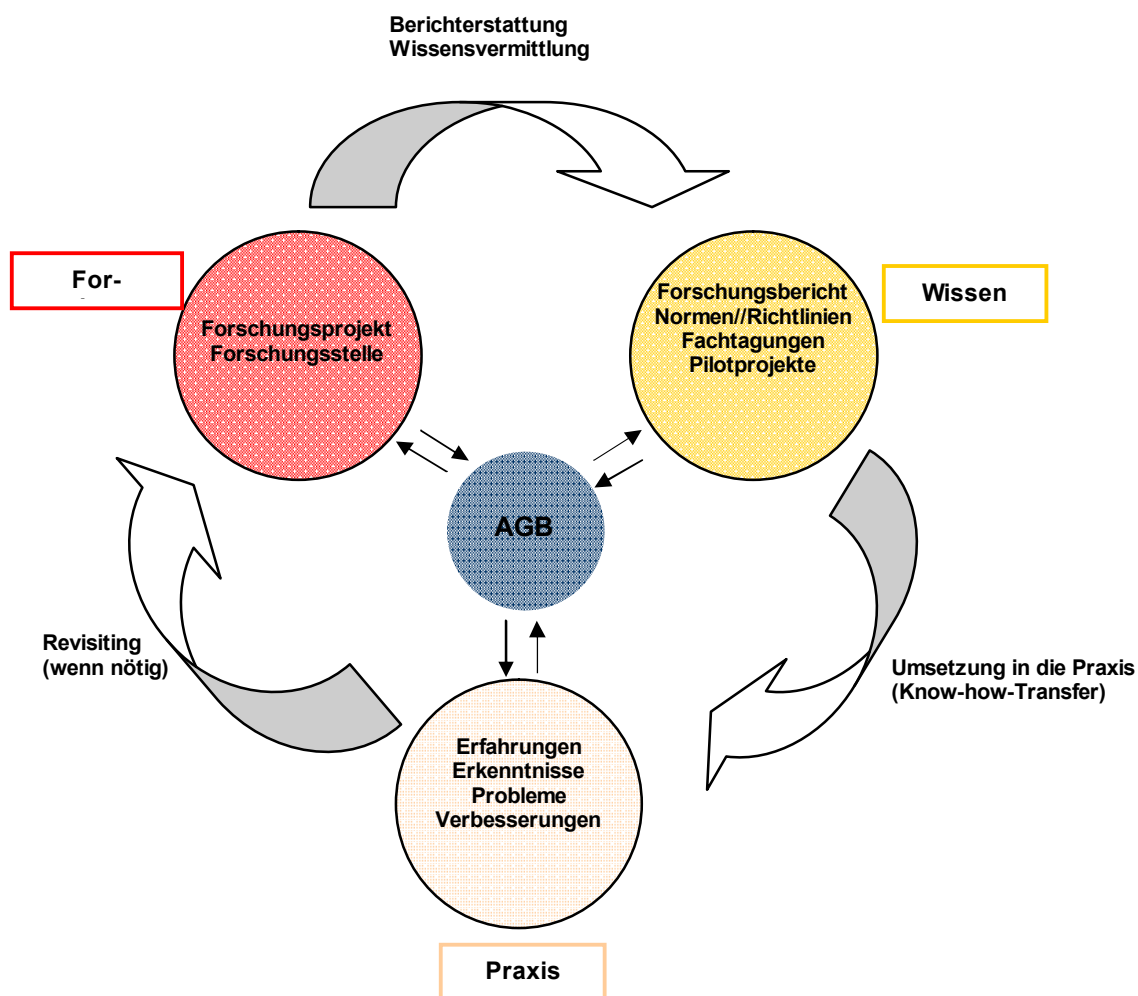 Berichterstattung
Wissensvermittlung
For-
Forschungsprojekt
Forschungsstelle
Forschungsbericht
Normen//Richtlinien
Fachtagungen
Pilotprojekte
Wissen
AGB
Revisiting
(wenn nötig)
Umsetzung in die Praxis
(Know-how-Transfer)
Erfahrungen
Erkenntnisse
Probleme
Verbesserungen
Praxis